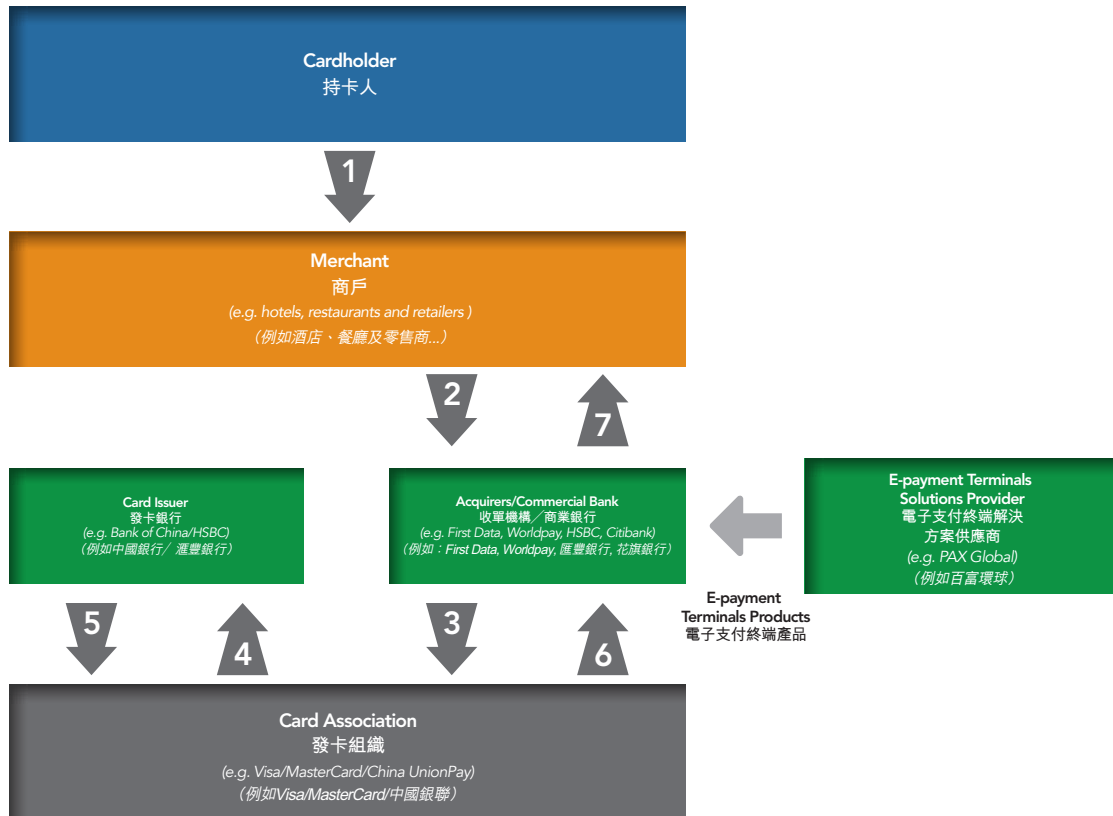 Cardholder
持卡人
1
Merchant
商戶
(e.g. hotels, restaurants and retailers )
（例如酒店、餐廳及零售商...）
2
7
Card Issuer
發卡銀行
(e.g. Bank of China/HSBC)
（例如中國銀行/ 滙豐銀行）
Acquirers/Commercial Bank
收單機構／商業銀行
(e.g. First Data, Worldpay, HSBC, Citibank)
（例如：First Data, Worldpay, 匯豐銀行, 花旗銀行）
E-payment Terminals
Solutions Provider
電子支付終端解決
方案供應商
(e.g. PAX Global)
（例如百富環球）
E-payment
Terminals Products
電子支付終端產品
5
4
3
6
Card Association
發卡組織
(e.g. Visa/MasterCard/China UnionPay)
（例如Visa/MasterCard/中國銀聯）